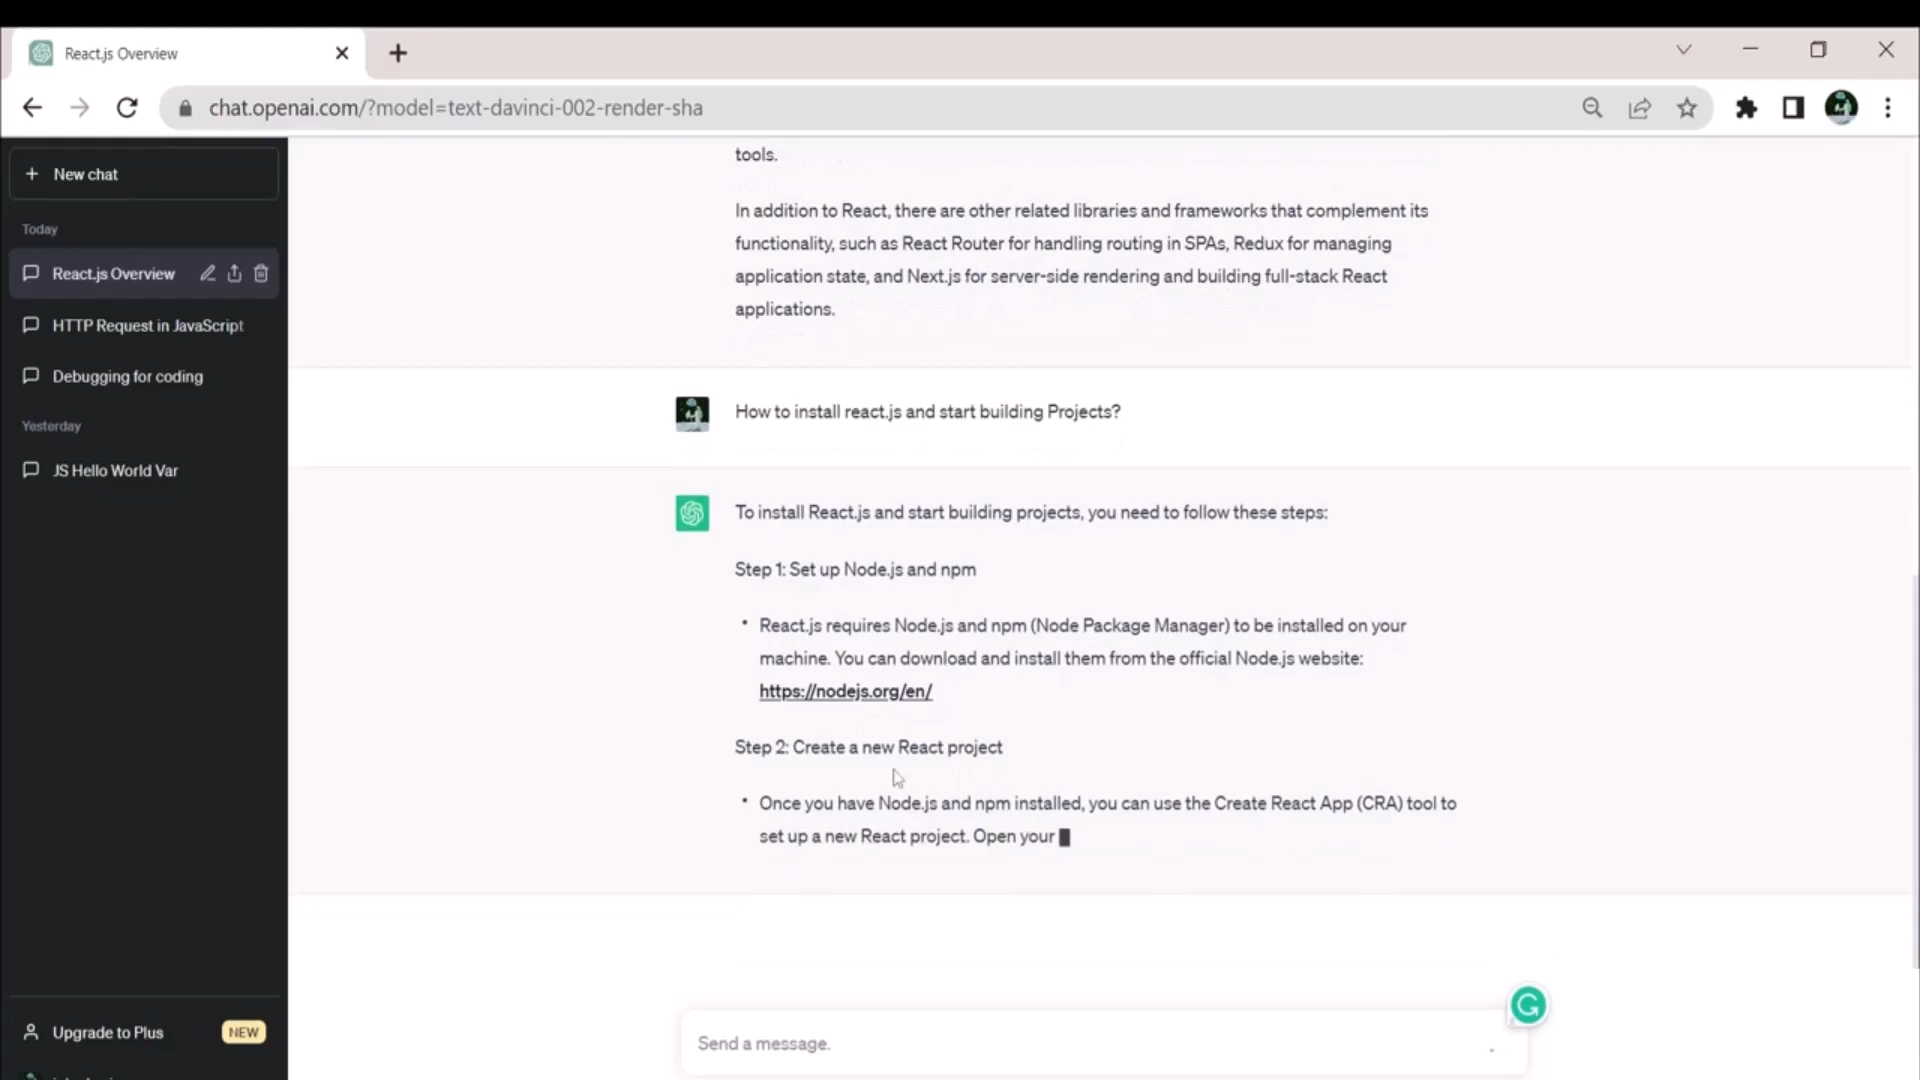 React.js Overview
chat.openai.com/?model=text-davinci-002-render-sha
New chat
Today
React.js Overview
HTTP Request in JavaScript
Debugging for coding
Yesterday
JS Hello World Var
Upgrade to Plus NEW
tools.
In addition to React, there are other related libraries and frameworks that complement its
functionality, such as React Router for handling routing in SPAs, Redux for managing
application state, and Next.js for server-side rendering and building full-stack React
applications.
How to install react.js and start building Projects?
To install React.js and start building projects, you need to follow these steps:
Step 1: Set up Node.js and npm
• React.js requires Node.js and npm (Node Package Manager) to be installed on your
machine. You can download and install them from the official Node.js website:
https://nodejs.org/en/
Step 2: Create a new React project
• Once you have Node.js and npm installed, you can use the Create React App (CRA) tool to
set up a new React project. Open your
Send a message.